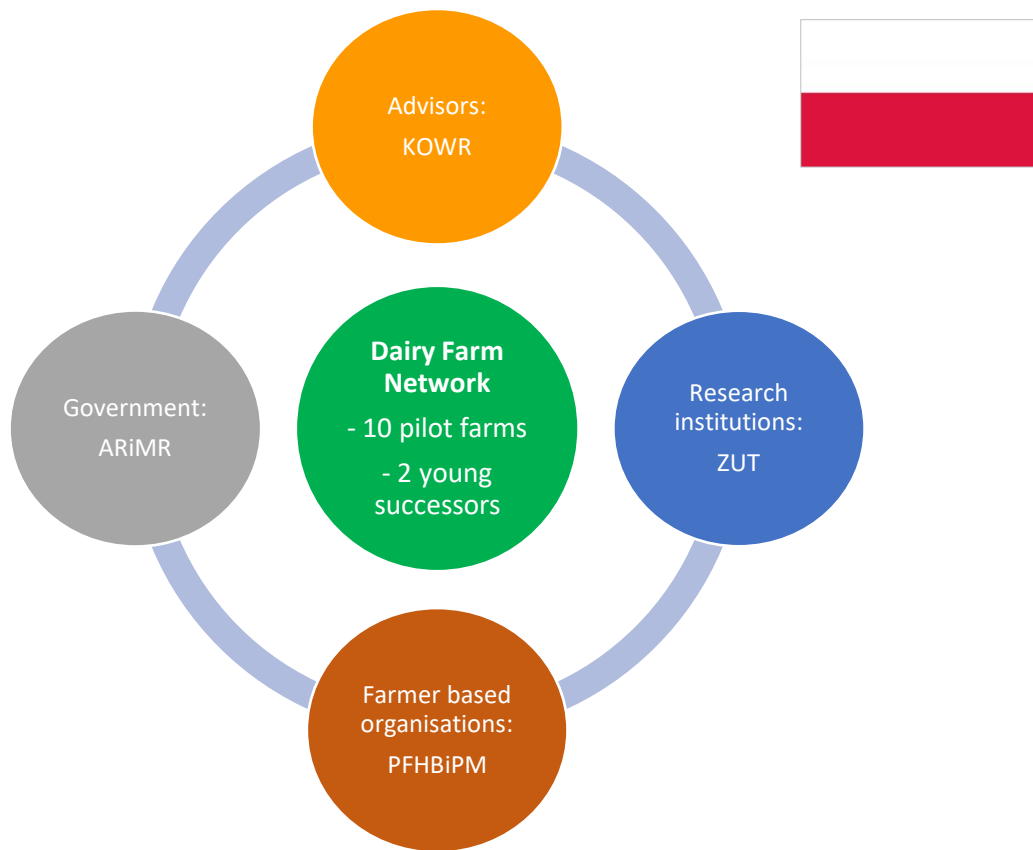 Advisors:
KOWR
Dairy Farm
Network
- 10 pilot farms
- 2 young
successors
Government:
ARiMR
Research
institutions:
ZUT
Farmer based
organisations:
PFHBiPM